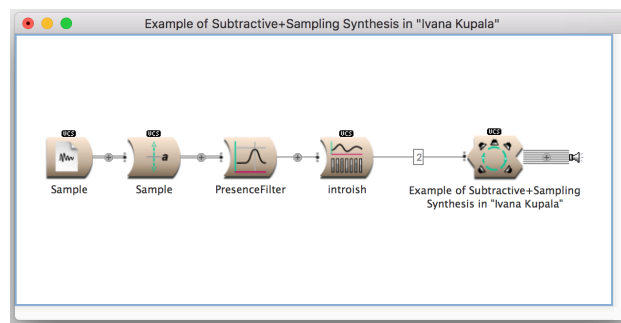 Example of Subtractive+Sampling Synthesis in "Ivana Kupala"
UCS
UCS
UCS
UCS
a
2
Sample
Sample
PresenceFilter
introish
Example of Subtractive+Sampling
Synthesis in "Ivana Kupala"